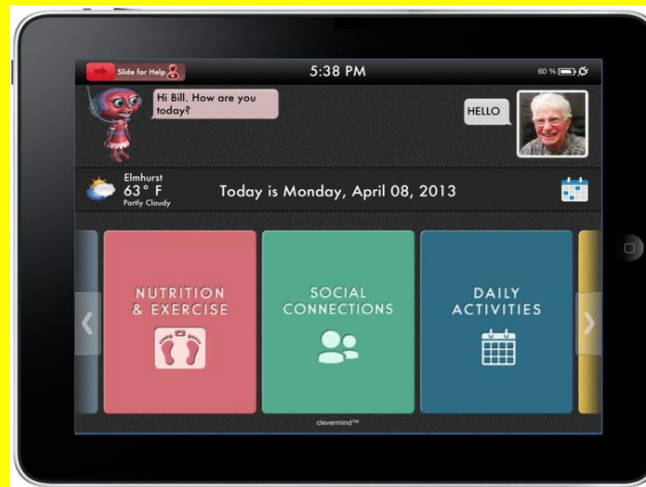 Slide for Help
5:38 PM
60 %
Hi Bill. How are you
today?
HELLO
Elmhurst
63° F
Partly Cloudy
Today is Monday, April 08, 2013
NUTRITION
& EXERCISE
SOCIAL
CONNECTIONS
DAILY
ACTIVITIES
clevermind™